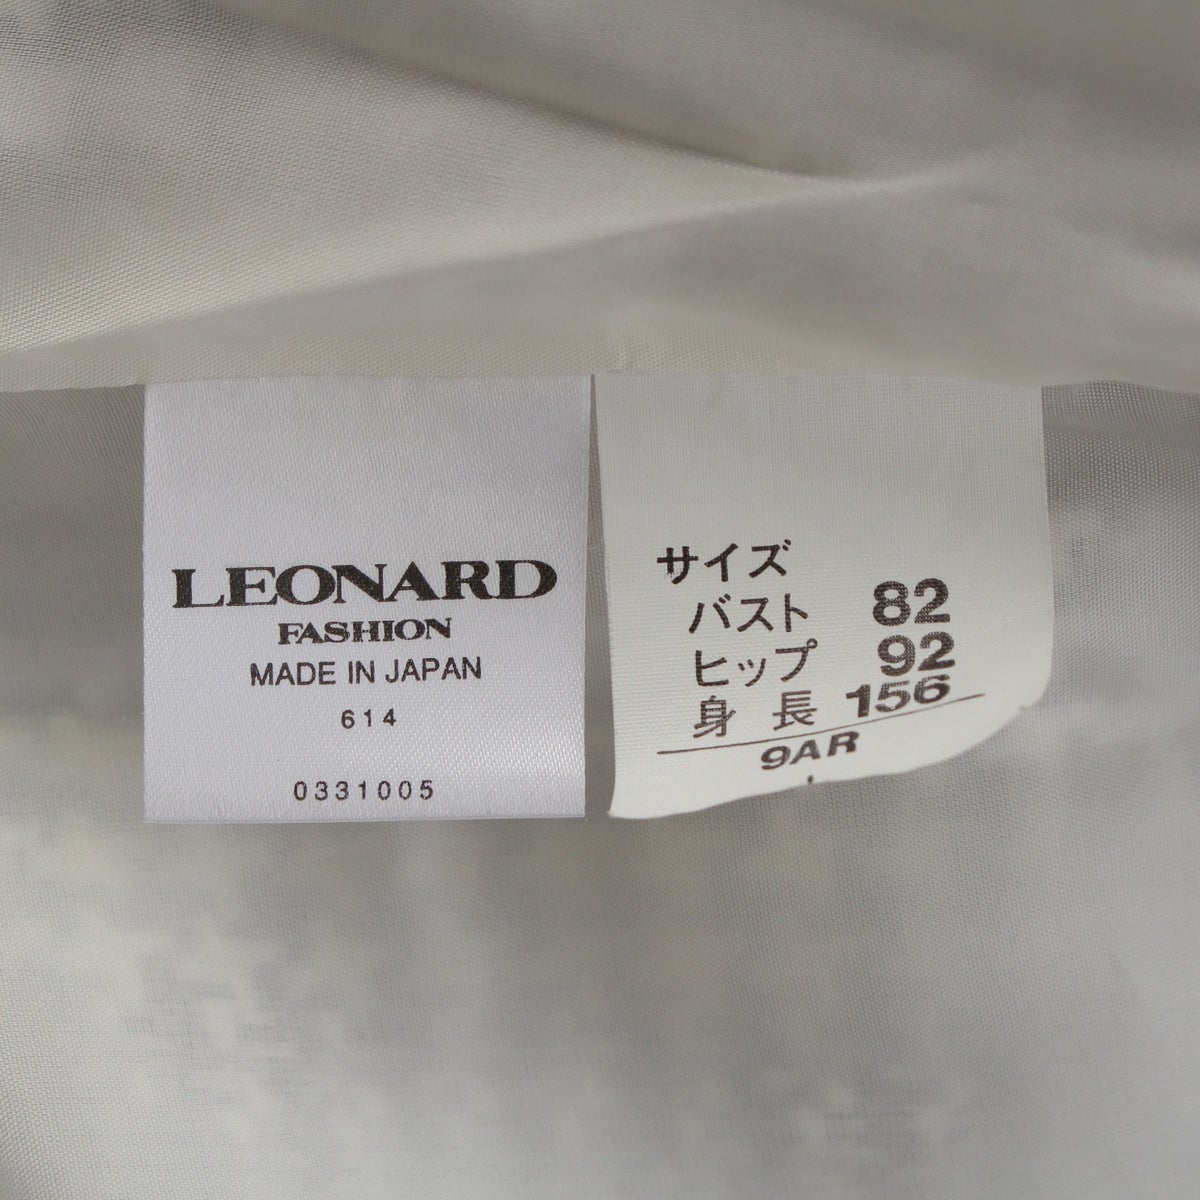 LEONARD
FASHION
MADE IN JAPAN
614
0331005
サイズ
バスト 82
ヒップ 92
身長 156
9AR